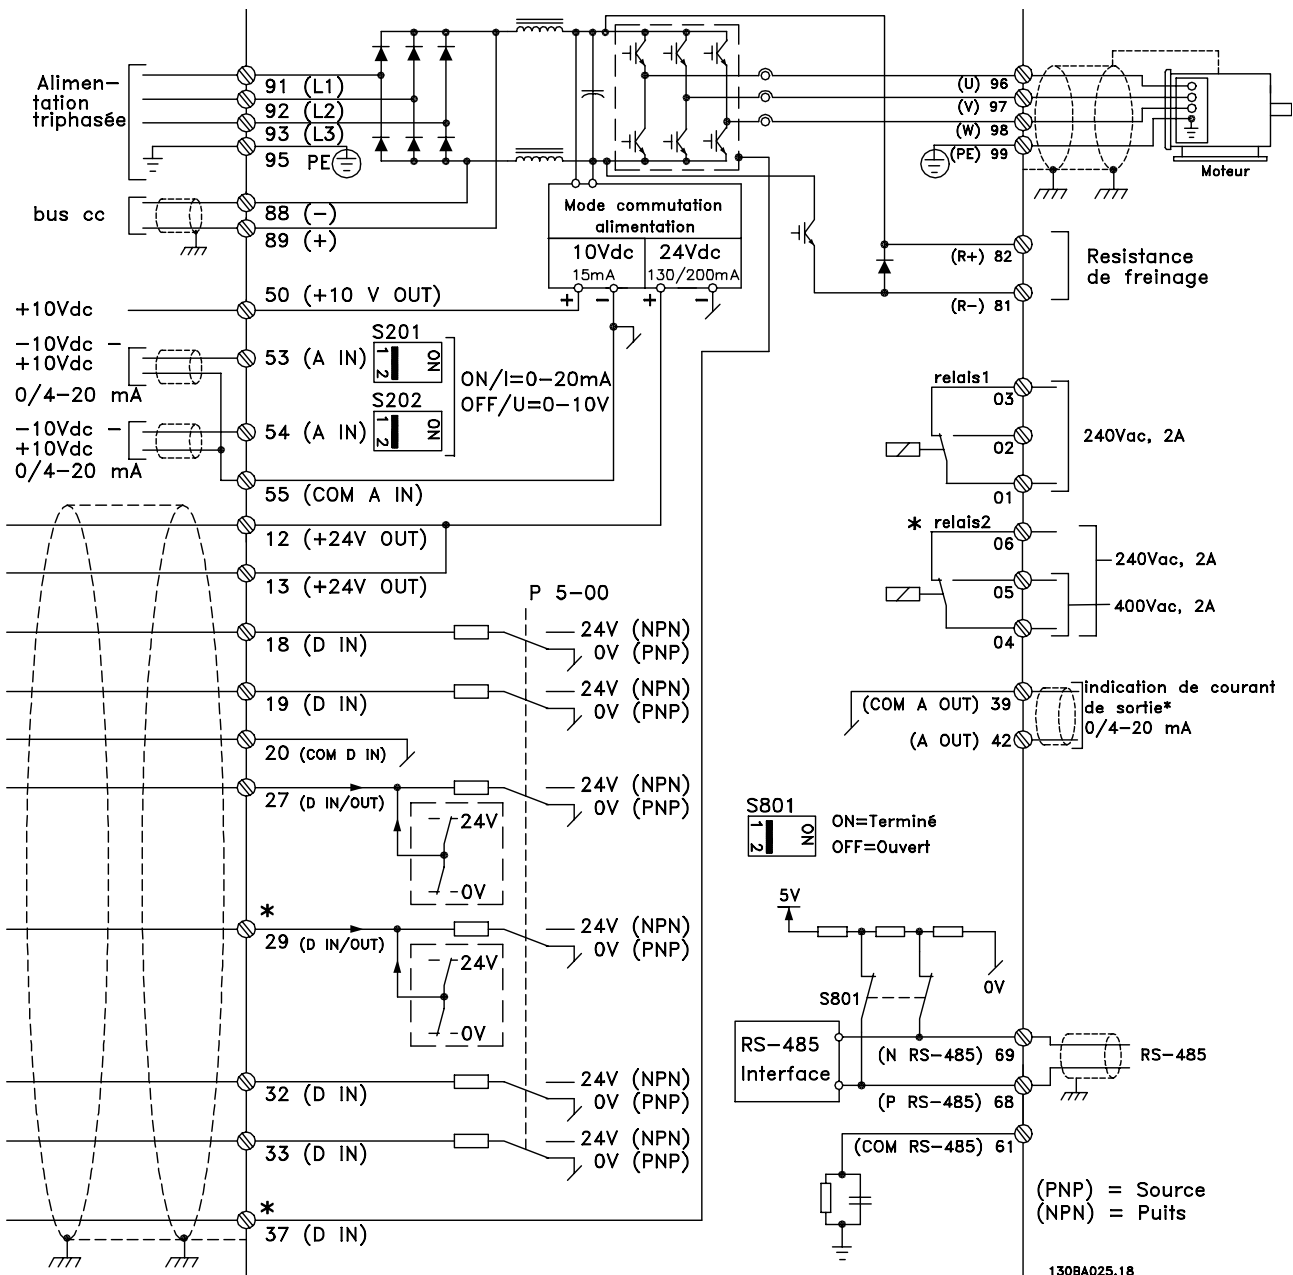 Alimen-
tation
triphasée
91 (L1)
92 (L2)
93 (L3)
95 PE
bus cc
88 (-)
89 (+)
Mode commutation
alimentation
10Vdc
15mA
24Vdc
130/200mA
+ - + -
(U) 96
(V) 97
(W) 98
(PE) 99
Moteur
(R+) 82
(R-) 81
Resistance
de freinage
+10Vdc
50 (+10 V OUT)
-10Vdc -
+10Vdc
0/4-20 mA
53 (A IN)
S201
1 2
ON
-10Vdc -
+10Vdc
0/4-20 mA
54 (A IN)
S202
1 2
ON
ON/I=0-20mA
OFF/U=0-10V
55 (COM A IN)
12 (+24V OUT)
13 (+24V OUT)
P 5-00
18 (D IN)
24V (NPN)
0V (PNP)
19 (D IN)
24V (NPN)
0V (PNP)
20 (COM D IN)
27 (D IN/OUT)
24V (NPN)
0V (PNP)
24V
0V
*
29 (D IN/OUT)
24V (NPN)
0V (PNP)
24V
0V
32 (D IN)
24V (NPN)
0V (PNP)
33 (D IN)
24V (NPN)
0V (PNP)
*
37 (D IN)
relais1
03
02
01
240Vac, 2A
* relais2
06
05
04
240Vac, 2A
400Vac, 2A
(COM A OUT) 39
(A OUT) 42
indication de courant
de sortie*
0/4-20 mA
S801
1 2
ON
ON=Terminé
OFF=Ouvert
5V
S801
0V
RS-485
Interface
(N RS-485) 69
RS-485
(P RS-485) 68
(COM RS-485) 61
(PNP) = Source
(NPN) = Puits
130BA025.18